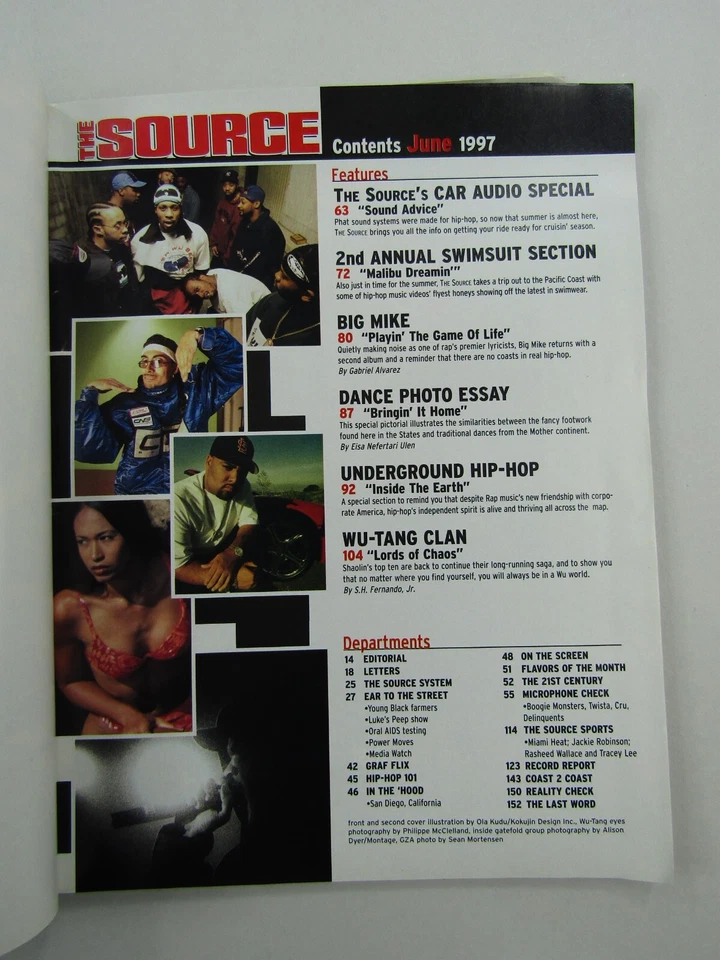 THE SOURCE
Contents June 1997
Features
THE SOURCE'S CAR AUDIO SPECIAL
63 "Sound Advice"
Phat sound systems were made for hip-hop, so now that summer is almost here,
THE SOURCE brings you all the info on getting your ride ready for cruisin' season.
2nd ANNUAL SWIMSUIT SECTION
72 "Malibu Dreamin'"
Also just in time for the summer, THE SOURCE takes a trip out to the Pacific Coast with
some of hip-hop music videos' flyest honeys showing off the latest in swimwear.
BIG MIKE
80 "Playin' The Game Of Life"
Quietly making noise as one of rap's premier lyricists, Big Mike returns with a
second album and a reminder that there are no coasts in real hip-hop.
By Gabriel Alvarez
DANCE PHOTO ESSAY
87 "Bringin' It Home"
This special pictorial illustrates the similarities between the fancy footwork
found here in the States and traditional dances from the Mother continent.
By Eisa Nefertari Ulen
UNDERGROUND HIP-HOP
92 "Inside The Earth"
A special section to remind you that despite Rap music's new friendship with corpo-
rate America, hip-hop's independent spirit is alive and thriving all across the map.
WU-TANG CLAN
104 "Lords of Chaos"
Shaolin's top ten are back to continue their long-running saga, and to show you
that no matter where you find yourself, you will always be in a Wu world.
By S.H. Fernando, Jr.
Departments
14 EDITORIAL
18 LETTERS
25 THE SOURCE SYSTEM
27 EAR TO THE STREET
•Young Black farmers
•Luke's Peep show
•Oral AIDS testing
•Power Moves
•Media Watch
42 GRAF FLIX
45 HIP-HOP 101
46 IN THE 'HOOD
•San Diego, California
48 ON THE SCREEN
51 FLAVORS OF THE MONTH
52 THE 21ST CENTURY
55 MICROPHONE CHECK
•Boogie Monsters, Twista, Cru,
Delinquents
114 THE SOURCE SPORTS
•Miami Heat; Jackie Robinson;
Rasheed Wallace and Tracey Lee
123 RECORD REPORT
143 COAST 2 COAST
150 REALITY CHECK
152 THE LAST WORD
front and second cover illustration by Ola Kudu/Kokujin Design Inc., Wu-Tang eyes
photography by Philippe McClelland, inside gatefold group photography by Alison
Dyer/Montage, GZA photo by Sean Mortensen